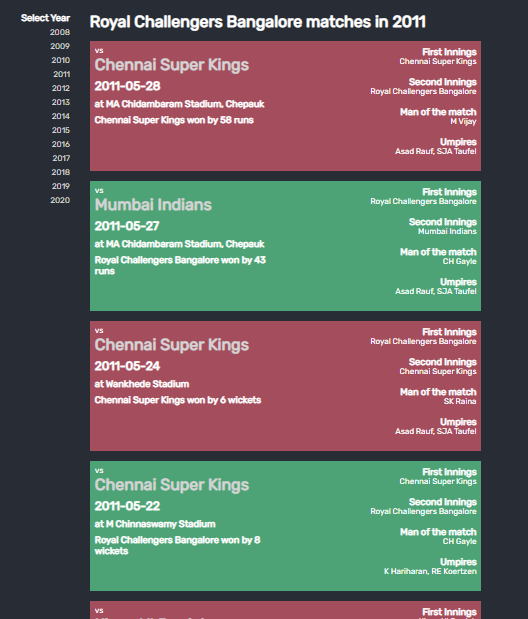 Select Year
2008
2009
2010
2011
2012
2013
2014
2015
2016
2017
2018
2019
2020
Royal Challengers Bangalore matches in 2011
vs
Chennai Super Kings
2011-05-28
at MA Chidambaram Stadium, Chepauk
Chennai Super Kings won by 58 runs
First Innings
Chennai Super Kings
Second Innings
Royal Challengers Bangalore
Man of the match
M Vijay
Umpires
Asad Rauf, SJA Taufel
vs
Mumbai Indians
2011-05-27
at MA Chidambaram Stadium, Chepauk
Royal Challengers Bangalore won by 43
runs
First Innings
Royal Challengers Bangalore
Second Innings
Mumbai Indians
Man of the match
CH Gayle
Umpires
Asad Rauf, SJA Taufel
vs
Chennai Super Kings
2011-05-24
at Wankhede Stadium
Chennai Super Kings won by 6 wickets
First Innings
Royal Challengers Bangalore
Second Innings
Chennai Super Kings
Man of the match
SK Raina
Umpires
Asad Rauf, SJA Taufel
vs
Chennai Super Kings
2011-05-22
at M Chinnaswamy Stadium
Royal Challengers Bangalore won by 8
wickets
First Innings
Chennai Super Kings
Second Innings
Royal Challengers Bangalore
Man of the match
CH Gayle
Umpires
K Hariharan, RE Koertzen
vs
First Innings